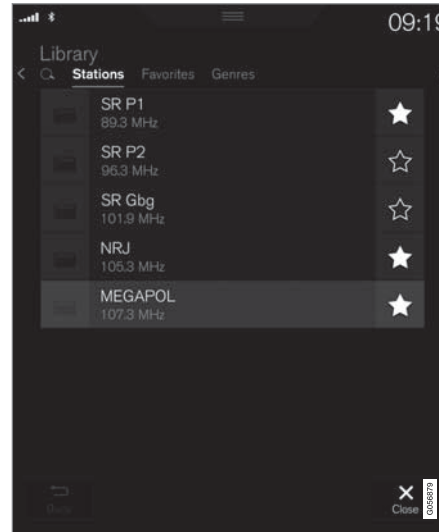 09:19
Library
Stations Favorites Genres
SR P1
89.3 MHz
SR P2
96.3 MHz
SR Gbg
101.9 MHz
NRJ
105.3 MHz
MEGAPOL
107.3 MHz
Back
Close
G056879